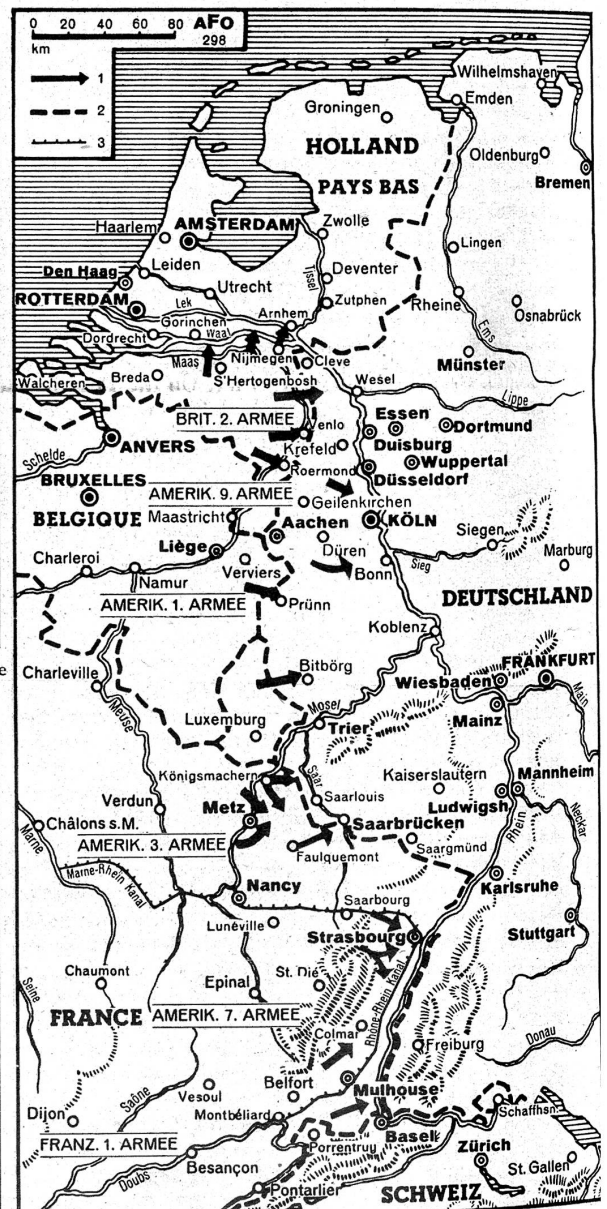 0 20 40 60 80 AFO
km 298
1
2
3
Wilhelmshaven
Emden
Groningen
HOLLAND
Oldenburg
PAYS BAS
Bremen
Haarlem
AMSTERDAM
Zwolle
Lingen
Leiden
Den Haag
Deventer
IJssel
Utrecht
ROTTERDAM
Lek
Zutphen
Rheine
Osnabrück
Arnhem
Gorinchen
Waal
Dordrecht
Ems
Maas
Nijmegen
Cleve
Münster
Walcheren
Breda
S'Hertogenbosh
Wesel
Lippe
BRIT. 2. ARMEE
Essen
Dortmund
Venlo
Duisburg
ANVERS
Krefeld
Schelde
Wuppertal
Roermond
Düsseldorf
BRUXELLES
AMERIK. 9. ARMEE
Geilenkirchen
BELGIQUE
Maastricht
KÖLN
Aachen
Siegen
Liège
Düren
Marburg
Charleroi
Sieg
Verviers
Bonn
Namur
DEUTSCHLAND
AMERIK. 1. ARMEE
Prünn
Koblenz
e
Bitbörg
FRANKFURT
Charleville
Wiesbaden
Main
Meuse
Mosel
Mainz
Luxemburg
Trier
Königsmachern
Saar
Kaiserslautern
Mannheim
Verdun
Saarlouis
Ludwigsh
Metz
Rhein
Neckar
Châlons s.M.
Saarbrücken
Marne
AMERIK. 3. ARMEE
Saargmünd
Faulquemont
Marne-Rhein Kanal
Karlsruhe
Nancy
Saarbourg
Lunéville
Strasbourg
Stuttgart
Chaumont
St. Dié
Epinal
Rhône-Rhein Kanal
Seine
FRANCE
AMERIK. 7. ARMEE
Colmar
Donau
Freiburg
Belfort
Saône
Vesoul
Mulhouse
Dijon
Montbéliard
Schaffhsn.
FRANZ. 1. ARMEE
Basel
Porrentruy
Zürich
Besançon
St. Gallen
Doubs
Pontarlier
SCHWEIZ